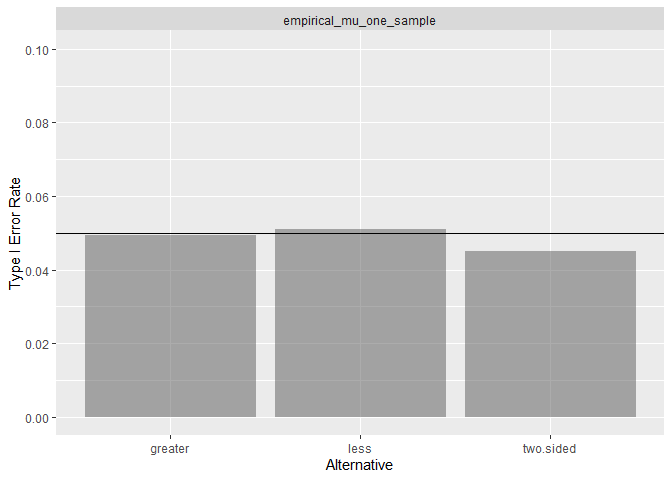 empirical_mu_one_sample
Type I Error Rate
0.10
0.08
0.06
0.04
0.02
0.00
greater less two.sided
Alternative